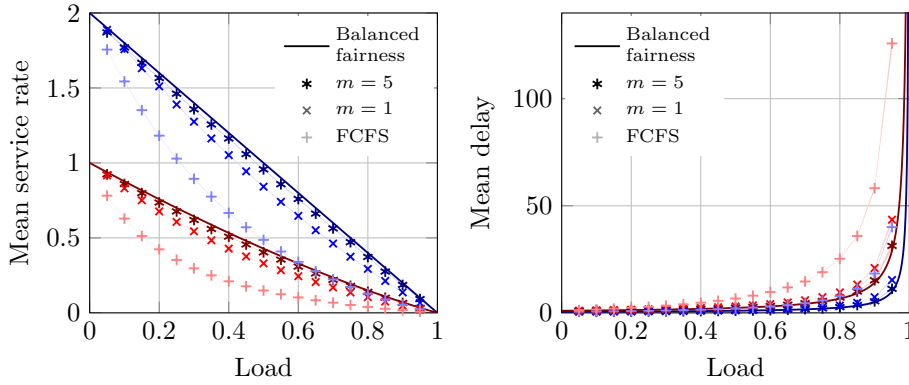 2
1.5
1
0.5
0
0
0.2
0.4
0.6
0.8
1
Load
Mean service rate
Balanced
fairness
m = 5
m = 1
FCFS
100
50
0
0
0.2
0.4
0.6
0.8
1
Load
Mean delay
Balanced
fairness
m = 5
m = 1
FCFS